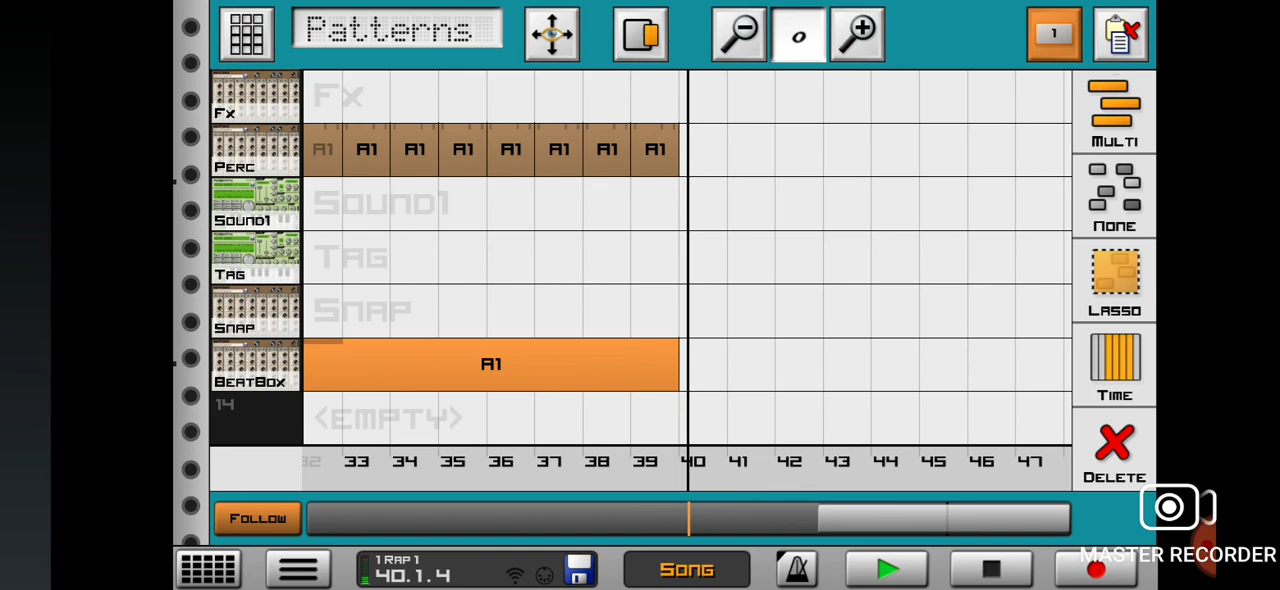 Patterns
1
Fx
Fx
MULTI
Perc
A1 A1 A1 A1 A1 A1 A1 A1
Sound1
Sound1
NONE
Tag
Tag
LASSO
Snap
Snap
BeatBox
A1
TIME
14
<EMPTY>
32 33 34 35 36 37 38 39 40 41 42 43 44 45 46 47
DELETE
Follow
MASTER RECORDER
1 Rap 1
40.1.4
Song